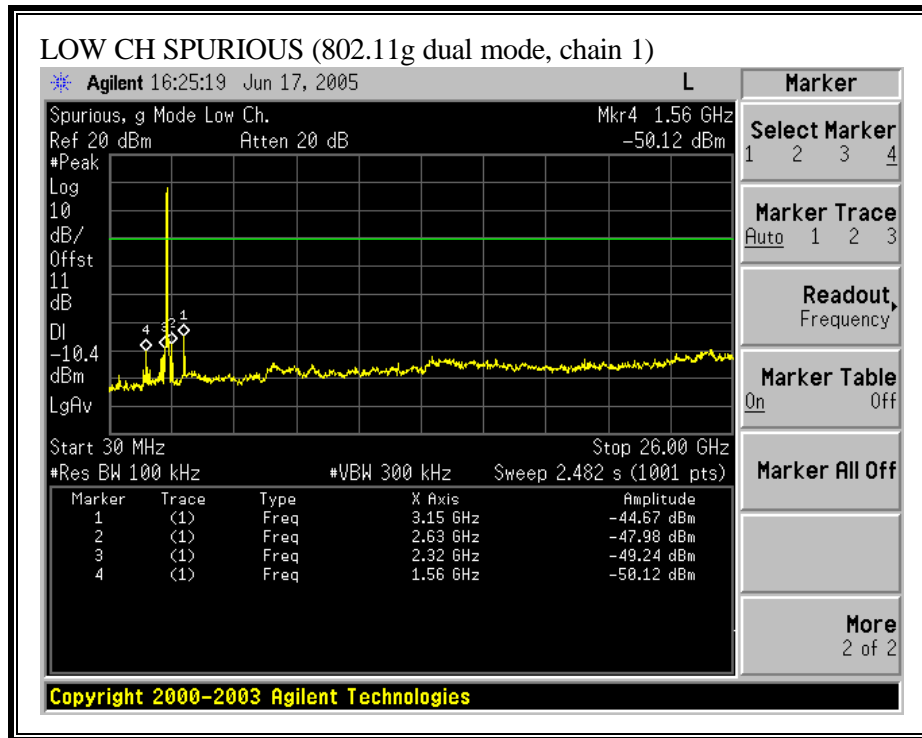 LOW CH SPURIOUS (802.11g dual mode, chain 1)
Agilent 16:25:19 Jun 17, 2005 L
Spurious, g Mode Low Ch. Mkr4 1.56 GHz
Ref 20 dBm Atten 20 dB -50.12 dBm
#Peak
Log
10
dB/
Offst
11
dB
DI
-10.4
dBm
LgAv
4 3 2 1
Start 30 MHz Stop 26.00 GHz
#Res BW 100 kHz #VBW 300 kHz Sweep 2.482 s (1001 pts)
Marker Trace Type X Axis Amplitude
1 (1) Freq 3.15 GHz -44.67 dBm
2 (1) Freq 2.63 GHz -47.98 dBm
3 (1) Freq 2.32 GHz -49.24 dBm
4 (1) Freq 1.56 GHz -50.12 dBm
Marker
Select Marker
1 2 3 4
Marker Trace
Auto 1 2 3
Readout
Frequency
Marker Table
On Off
Marker All Off
More
2 of 2
Copyright 2000-2003 Agilent Technologies